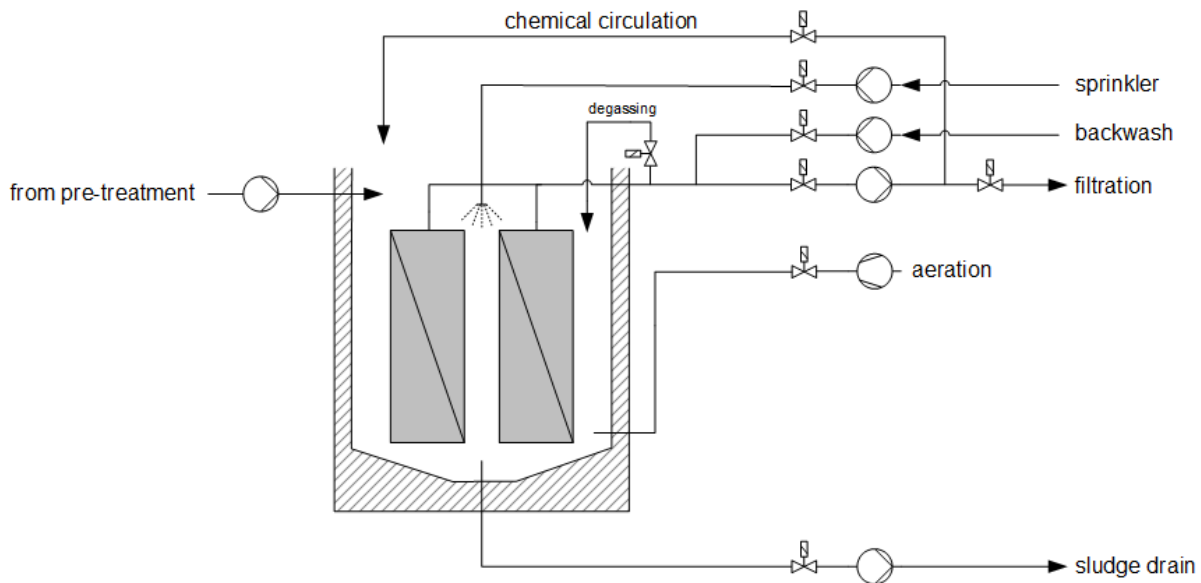 chemical circulation
sprinkler
degassing
backwash
from pre-treatment
filtration
aeration
sludge drain